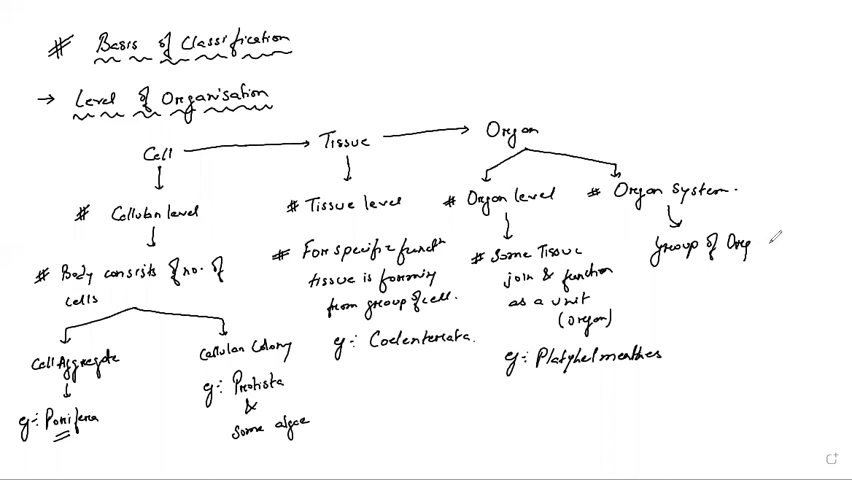 # Basis of Classification
→ Level of Organisation
Cell → Tissue → Organ
# Cellular level
# Tissue level
# Organ level
# Organ system.
# Body consists of no. of
cells
# For specific functn
tissue is forming
from group of cell.
eg:- Coelenterata.
# Some Tissue
join & function
as a unit
(organ)
eg:- Platyhelmenthes
Group of Org
Cell Aggregate
eg:- Porifera
Cellular Colony
eg:- Protista
&
some algae